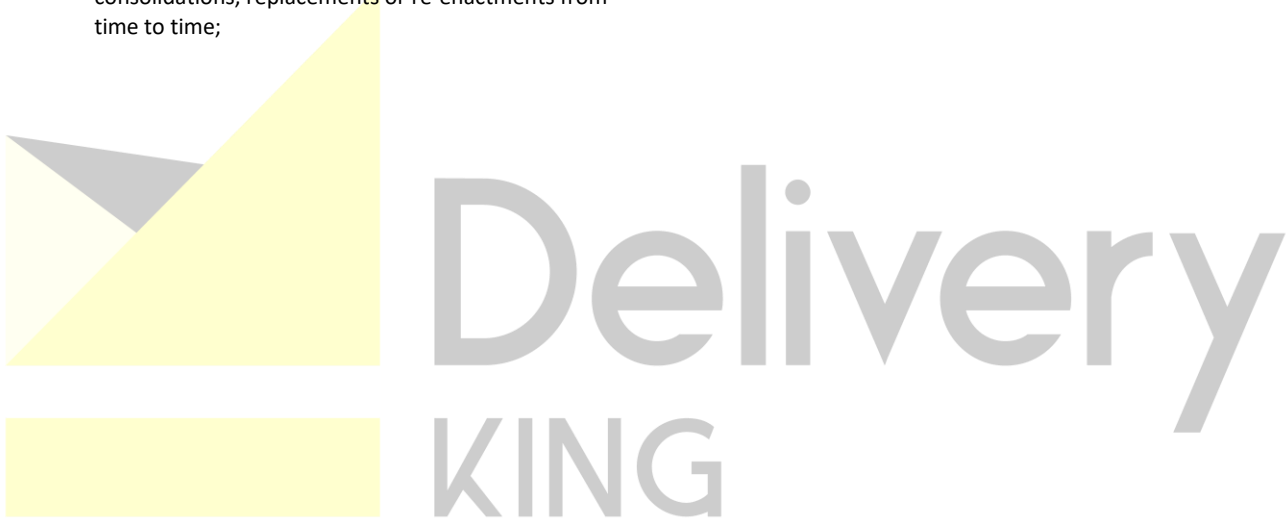 consolidations, replacements or re-enactments from
time to time;
Delivery
KING